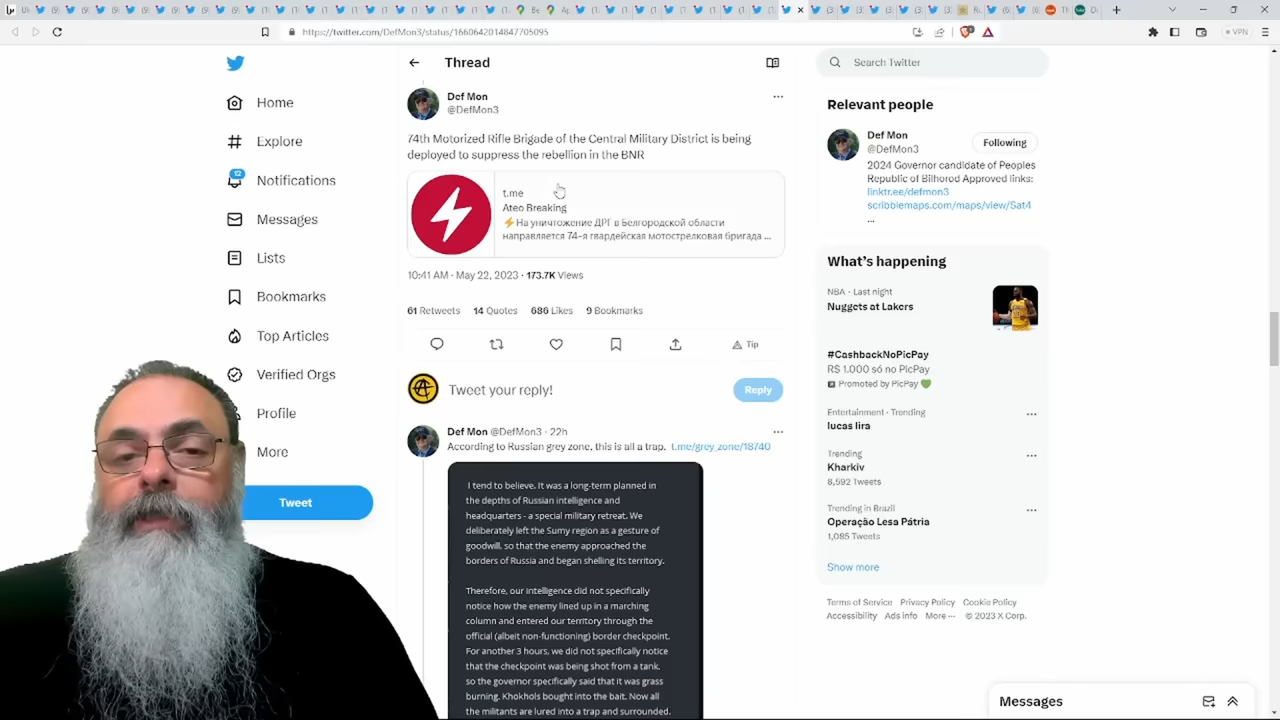 https://twitter.com/DefMon3/status/1660642014847705095
VPN
Home
Explore
12
Notifications
Messages
Lists
Bookmarks
Top Articles
Verified Orgs
Profile
More
Tweet
Thread
Def Mon
@DefMon3
74th Motorized Rifle Brigade of the Central Military District is being
deployed to suppress the rebellion in the BNR
t.me
Ateo Breaking
⚡На уничтожение ДРГ в Белгородской области
направляется 74-я гвардейская мотострелковая бригада ...
10:41 AM · May 22, 2023 · 173.7K Views
61 Retweets 14 Quotes 686 Likes 9 Bookmarks
Tip
Tweet your reply!
Reply
Def Mon @DefMon3 · 22h
According to Russian grey zone, this is all a trap. t.me/grey_zone/18740
I tend to believe. It was a long-term planned in
the depths of Russian intelligence and
headquarters - a special military retreat. We
deliberately left the Sumy region as a gesture of
goodwill, so that the enemy approached the
borders of Russia and began shelling its territory.
Therefore, our intelligence did not specifically
notice how the enemy lined up in a marching
column and entered our territory through the
official (albeit non-functioning) border checkpoint.
For another 3 hours, we did not specifically notice
that the checkpoint was being shot from a tank,
so the governor specifically said that it was grass
burning. Khokhols bought into the bait. Now all
the militants are lured into a trap and surrounded.
Search Twitter
Relevant people
Def Mon
@DefMon3
Following
2024 Governor candidate of Peoples
Republic of Bilhorod Approved links:
linktr.ee/defmon3
scribblemaps.com/maps/view/Sat4
...
What's happening
NBA · Last night
Nuggets at Lakers
#CashbackNoPicPay
R$ 1.000 só no PicPay
Promoted by PicPay 💚
Entertainment · Trending
lucas lira
Trending
Kharkiv
8,592 Tweets
Trending in Brazil
Operação Lesa Pátria
1,085 Tweets
Show more
Terms of Service Privacy Policy Cookie Policy
Accessibility Ads info More ··· © 2023 X Corp.
Messages